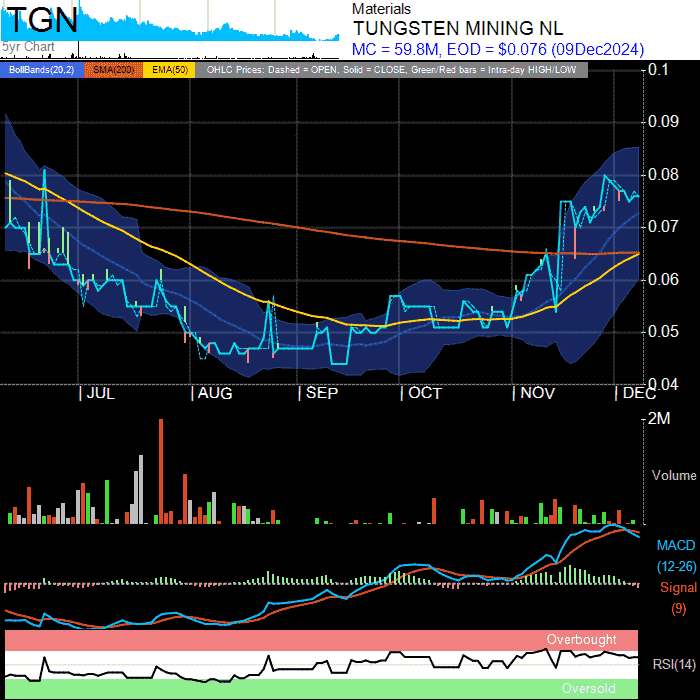 TGN
5yr Chart
Materials
TUNGSTEN MINING NL
MC = 59.8M, EOD = $0.076 (09Dec2024)
BollBands(20,2) SMA(200) EMA(50) OHLC Prices: Dashed = OPEN, Solid = CLOSE, Green/Red bars = Intra-day HIGH/LOW
0.1
0.09
0.08
0.07
0.06
0.05
0.04
JUL AUG SEP OCT NOV DEC
2M
Volume
MACD
(12-26)
Signal
(9)
Overbought
RSI(14)
Oversold